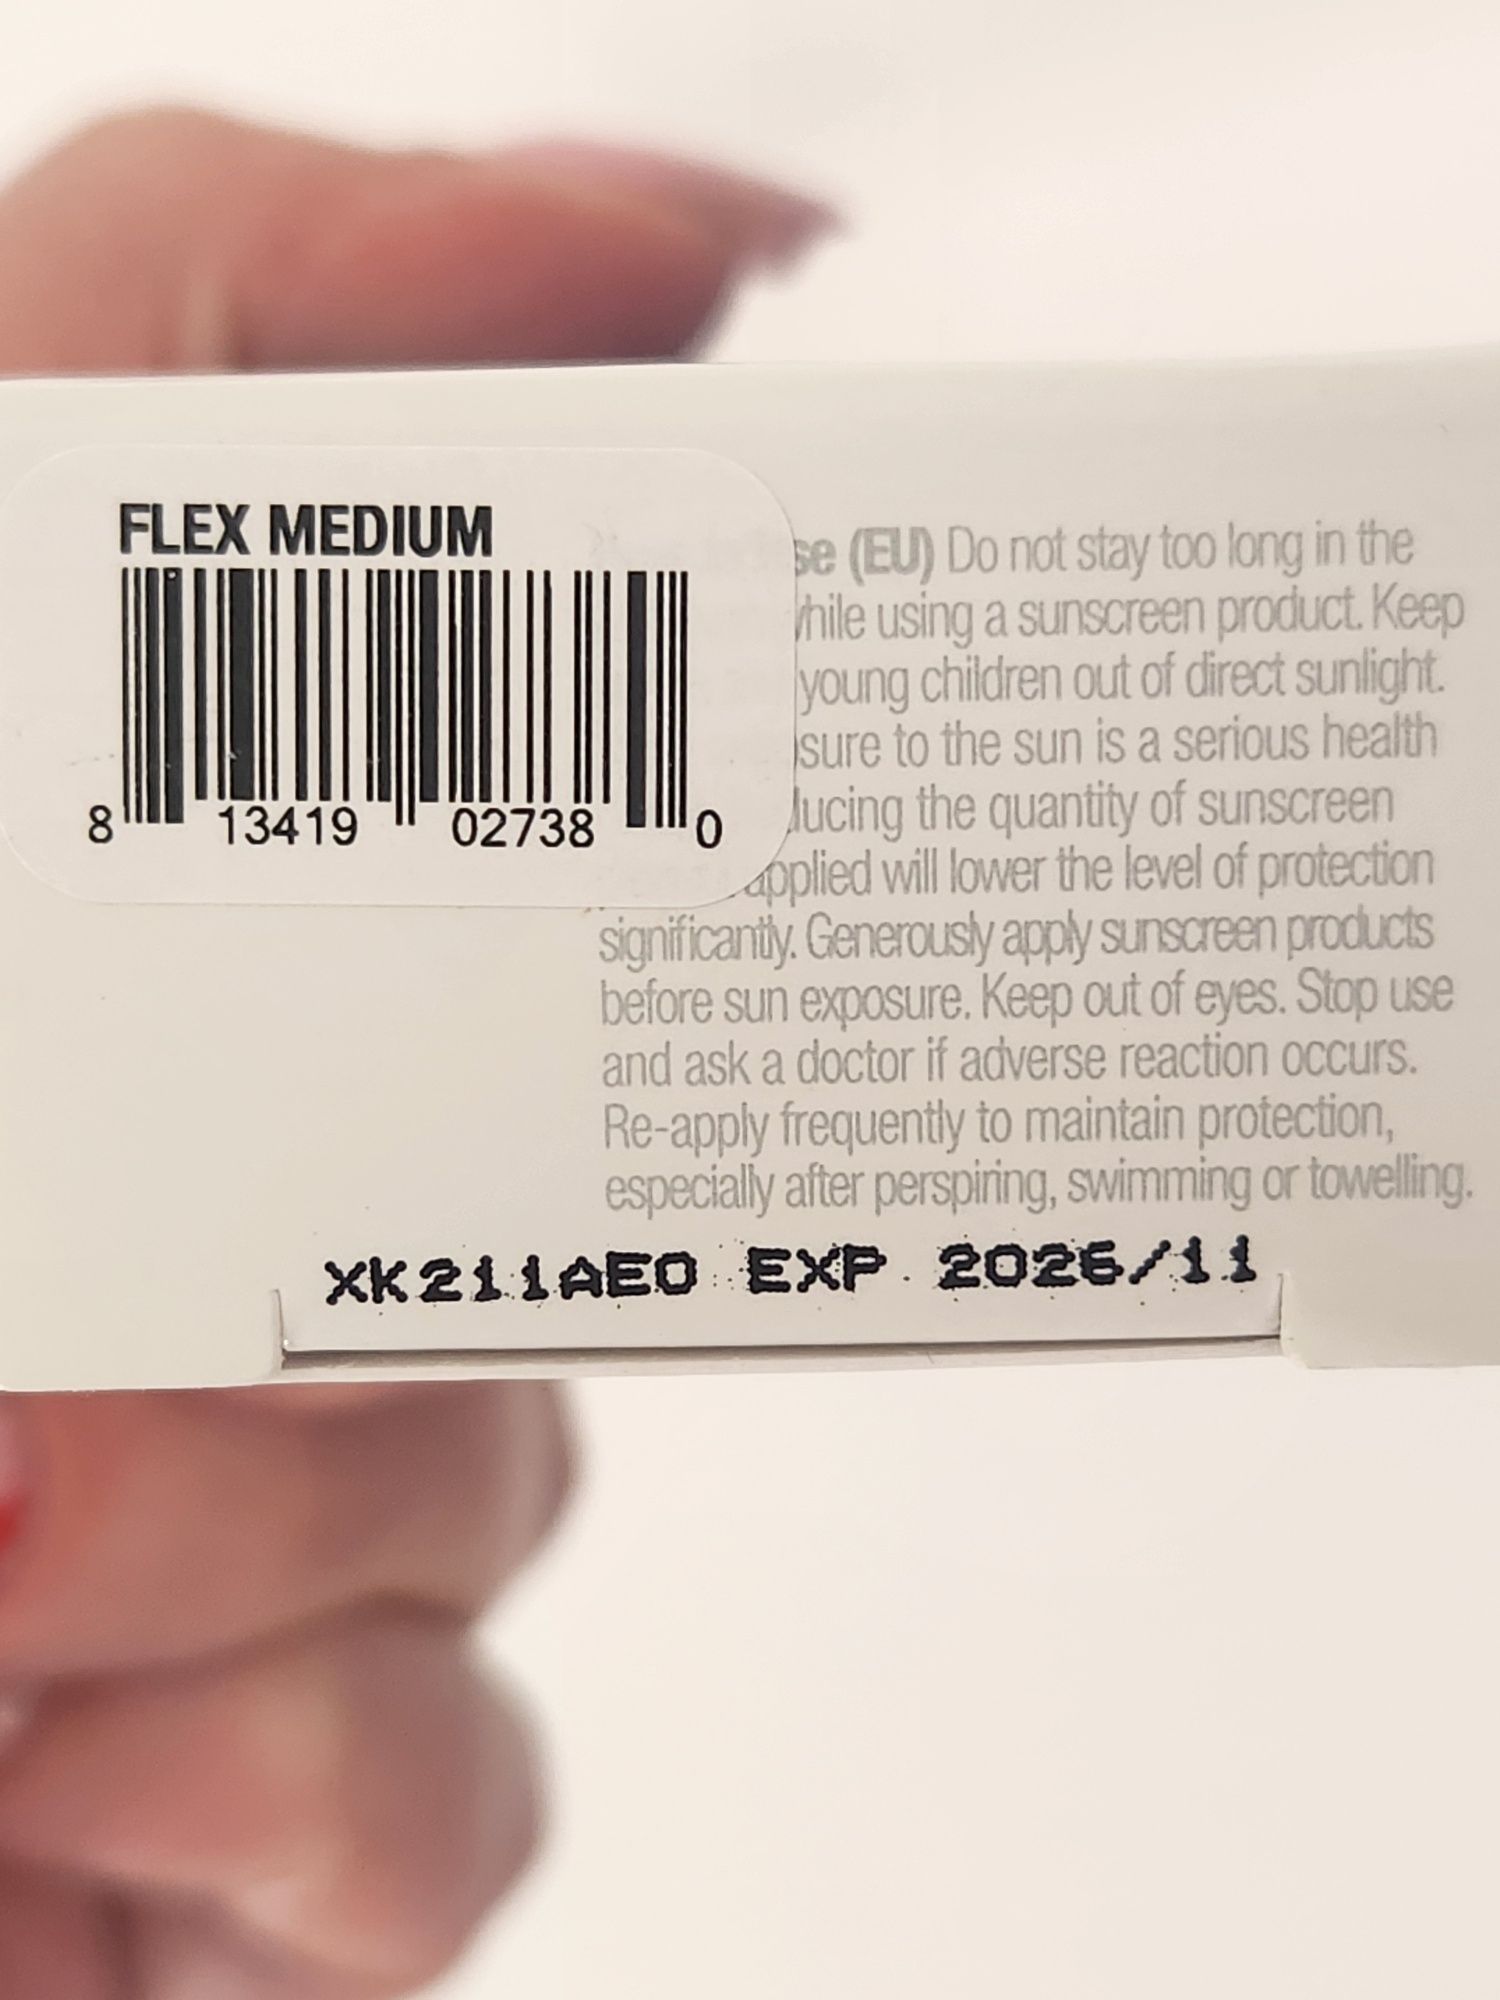 FLEX MEDIUM
8 13419 02738 0
(EU) Do not stay too long in the
using a sunscreen product. Keep
young children out of direct sunlight.
to the sun is a serious health
the quantity of sunscreen
applied will lower the level of protection
significantly. Generously apply sunscreen products
before sun exposure. Keep out of eyes. Stop use
and ask a doctor if adverse reaction occurs.
Re-apply frequently to maintain protection,
especially after perspiring, swimming or towelling.
XK211AE0 EXP 2026/11